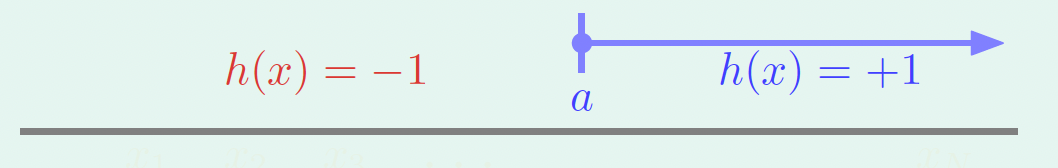 h(x) = −1
h(x) = +1
a